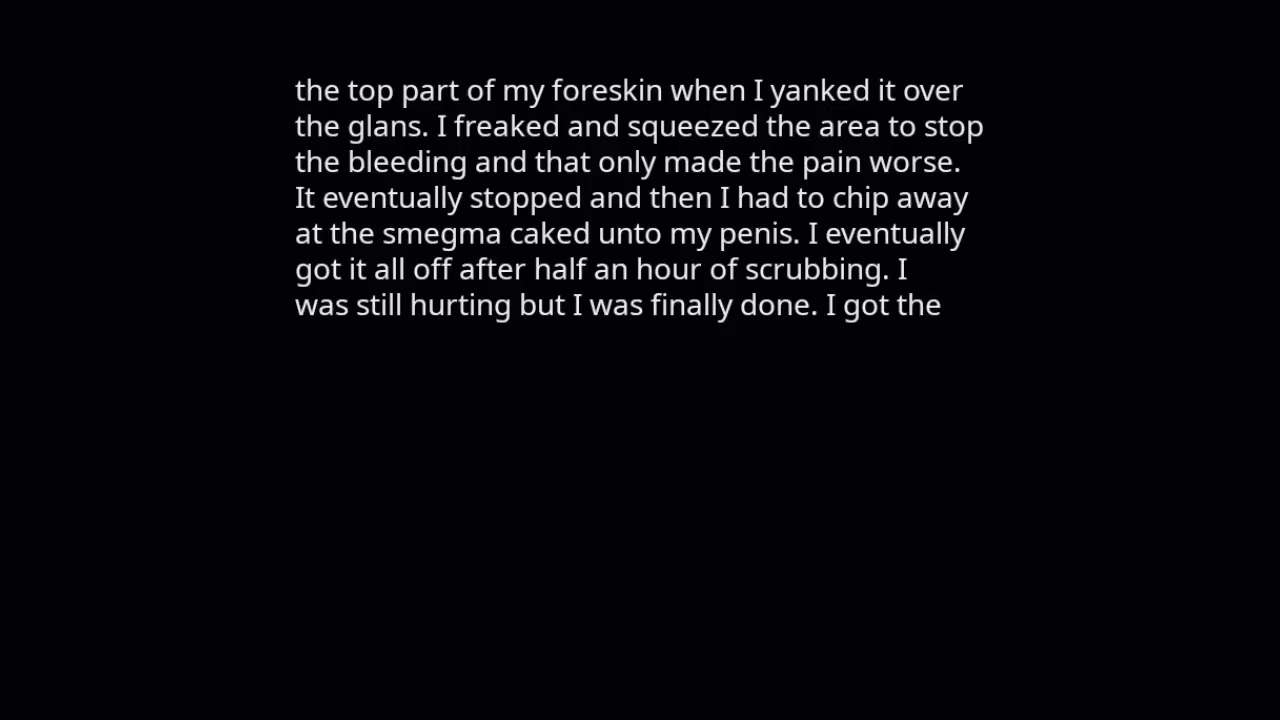 the top part of my foreskin when I yanked it over
the glans. I freaked and squeezed the area to stop
the bleeding and that only made the pain worse.
It eventually stopped and then I had to chip away
at the smegma caked unto my penis. I eventually
got it all off after half an hour of scrubbing. I
was still hurting but I was finally done. I got the